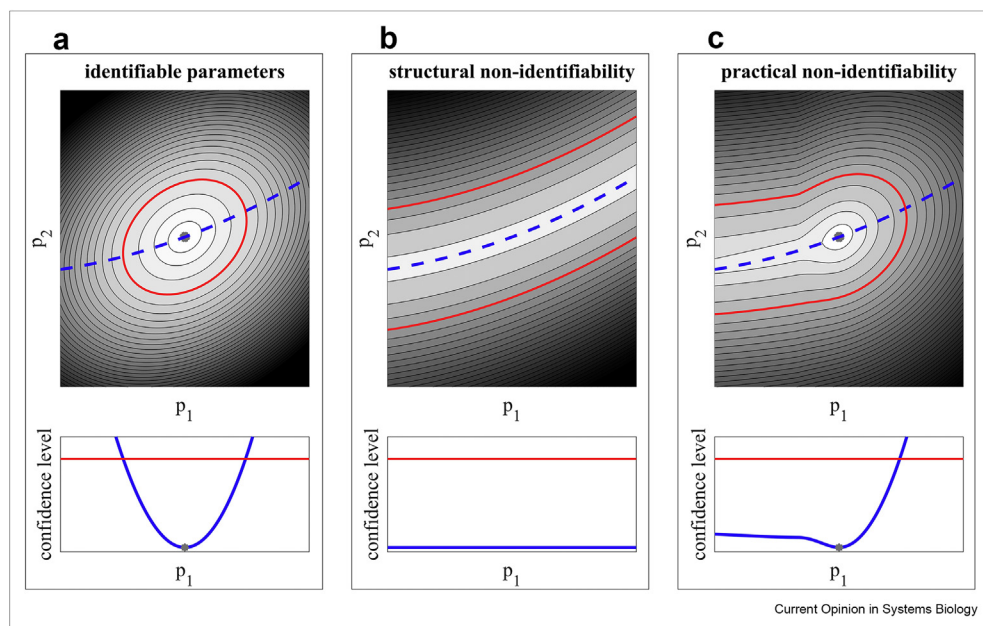 a
identifiable parameters
p2
p1
confidence level
p1
b
structural non-identifiability
p2
p1
confidence level
p1
c
practical non-identifiability
p2
p1
confidence level
p1
Current Opinion in Systems Biology